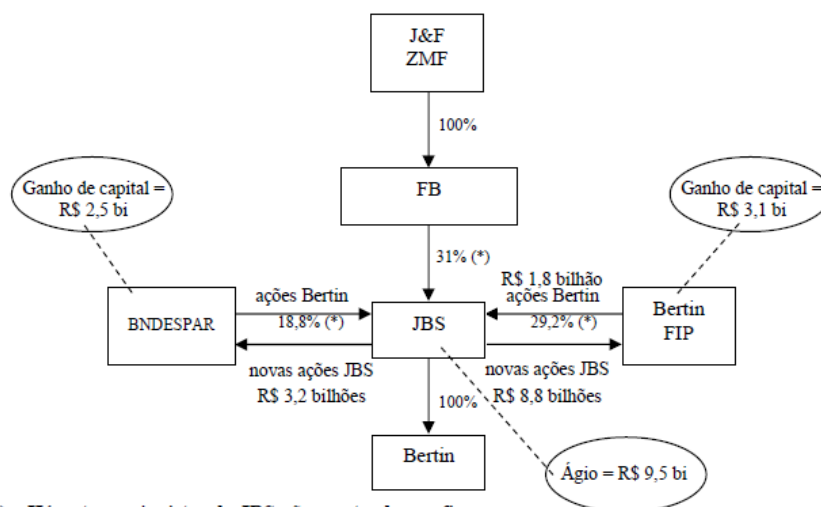 J&F
ZMF
100%
Ganho de capital =
R$ 2,5 bi
FB
Ganho de capital =
R$ 3,1 bi
31% (*)
R$ 1,8 bilhão
ações Bertin
ações Bertin
BNDESPAR
18,8% (*)
JBS
29,2% (*)
Bertin
FIP
novas ações JBS
R$ 3,2 bilhões
novas ações JBS
R$ 8,8 bilhões
100%
Bertin
Ágio = R$ 9,5 bi